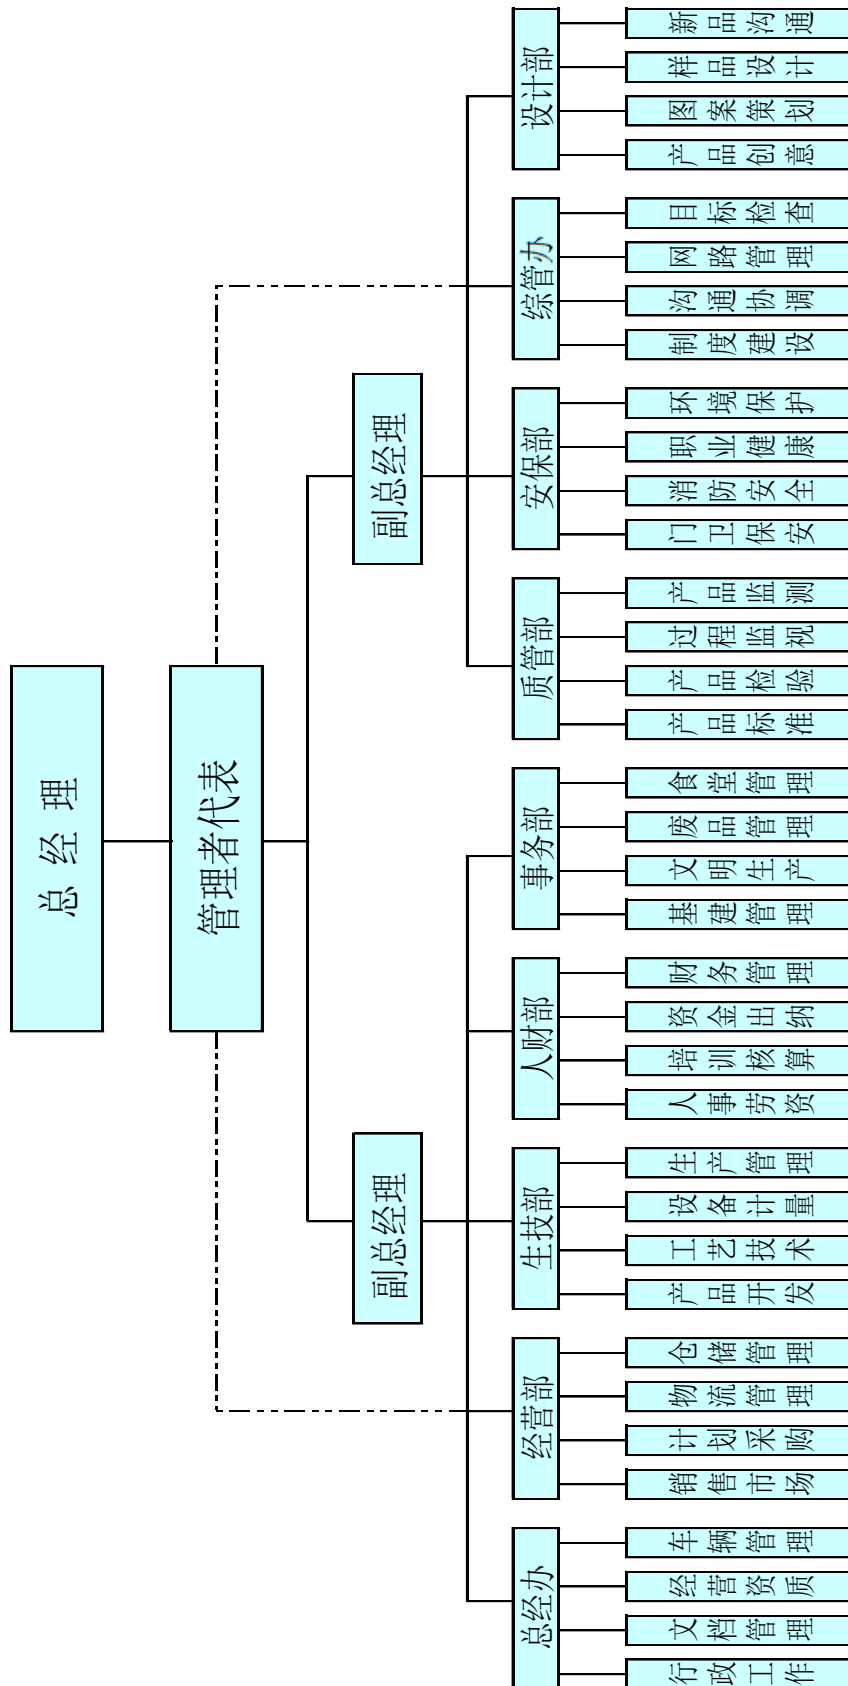 总经理
管理者代表
副总经理
副总经理
总经办
经营部
生技部
人财部
事务部
质管部
安保部
综管办
设计部
行政工作
文档管理
经营资质
车辆管理
销售市场
计划采购
物流管理
仓储管理
产品开发
工艺技术
设备计量
生产管理
人事劳资
培训核算
资金出纳
财务管理
基建管理
文明生产
废品管理
食堂管理
产品标准
产品检验
过程监视
产品监测
门卫保安
消防安全
职业健康
环境保护
制度建设
沟通协调
网路管理
目标检查
产品创意
图案策划
样品设计
新品沟通